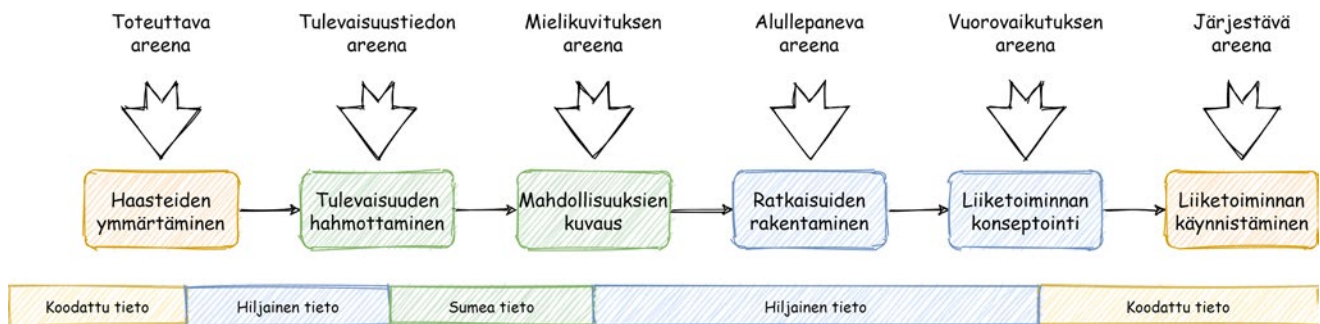 Toteuttava
areena
Tulevaisuustiedon
areena
Mielikuvituksen
areena
Alullepaneva
areena
Vuorovaikutuksen
areena
Järjestävä
areena
Haasteiden
ymmärtäminen
Tulevaisuuden
hahmottaminen
Mahdollisuuksien
kuvaus
Ratkaisuiden
rakentaminen
Liiketoiminnan
konseptointi
Liiketoiminnan
käynnistäminen
Koodattu tieto
Hiljainen tieto
Sumea tieto
Hiljainen tieto
Koodattu tieto